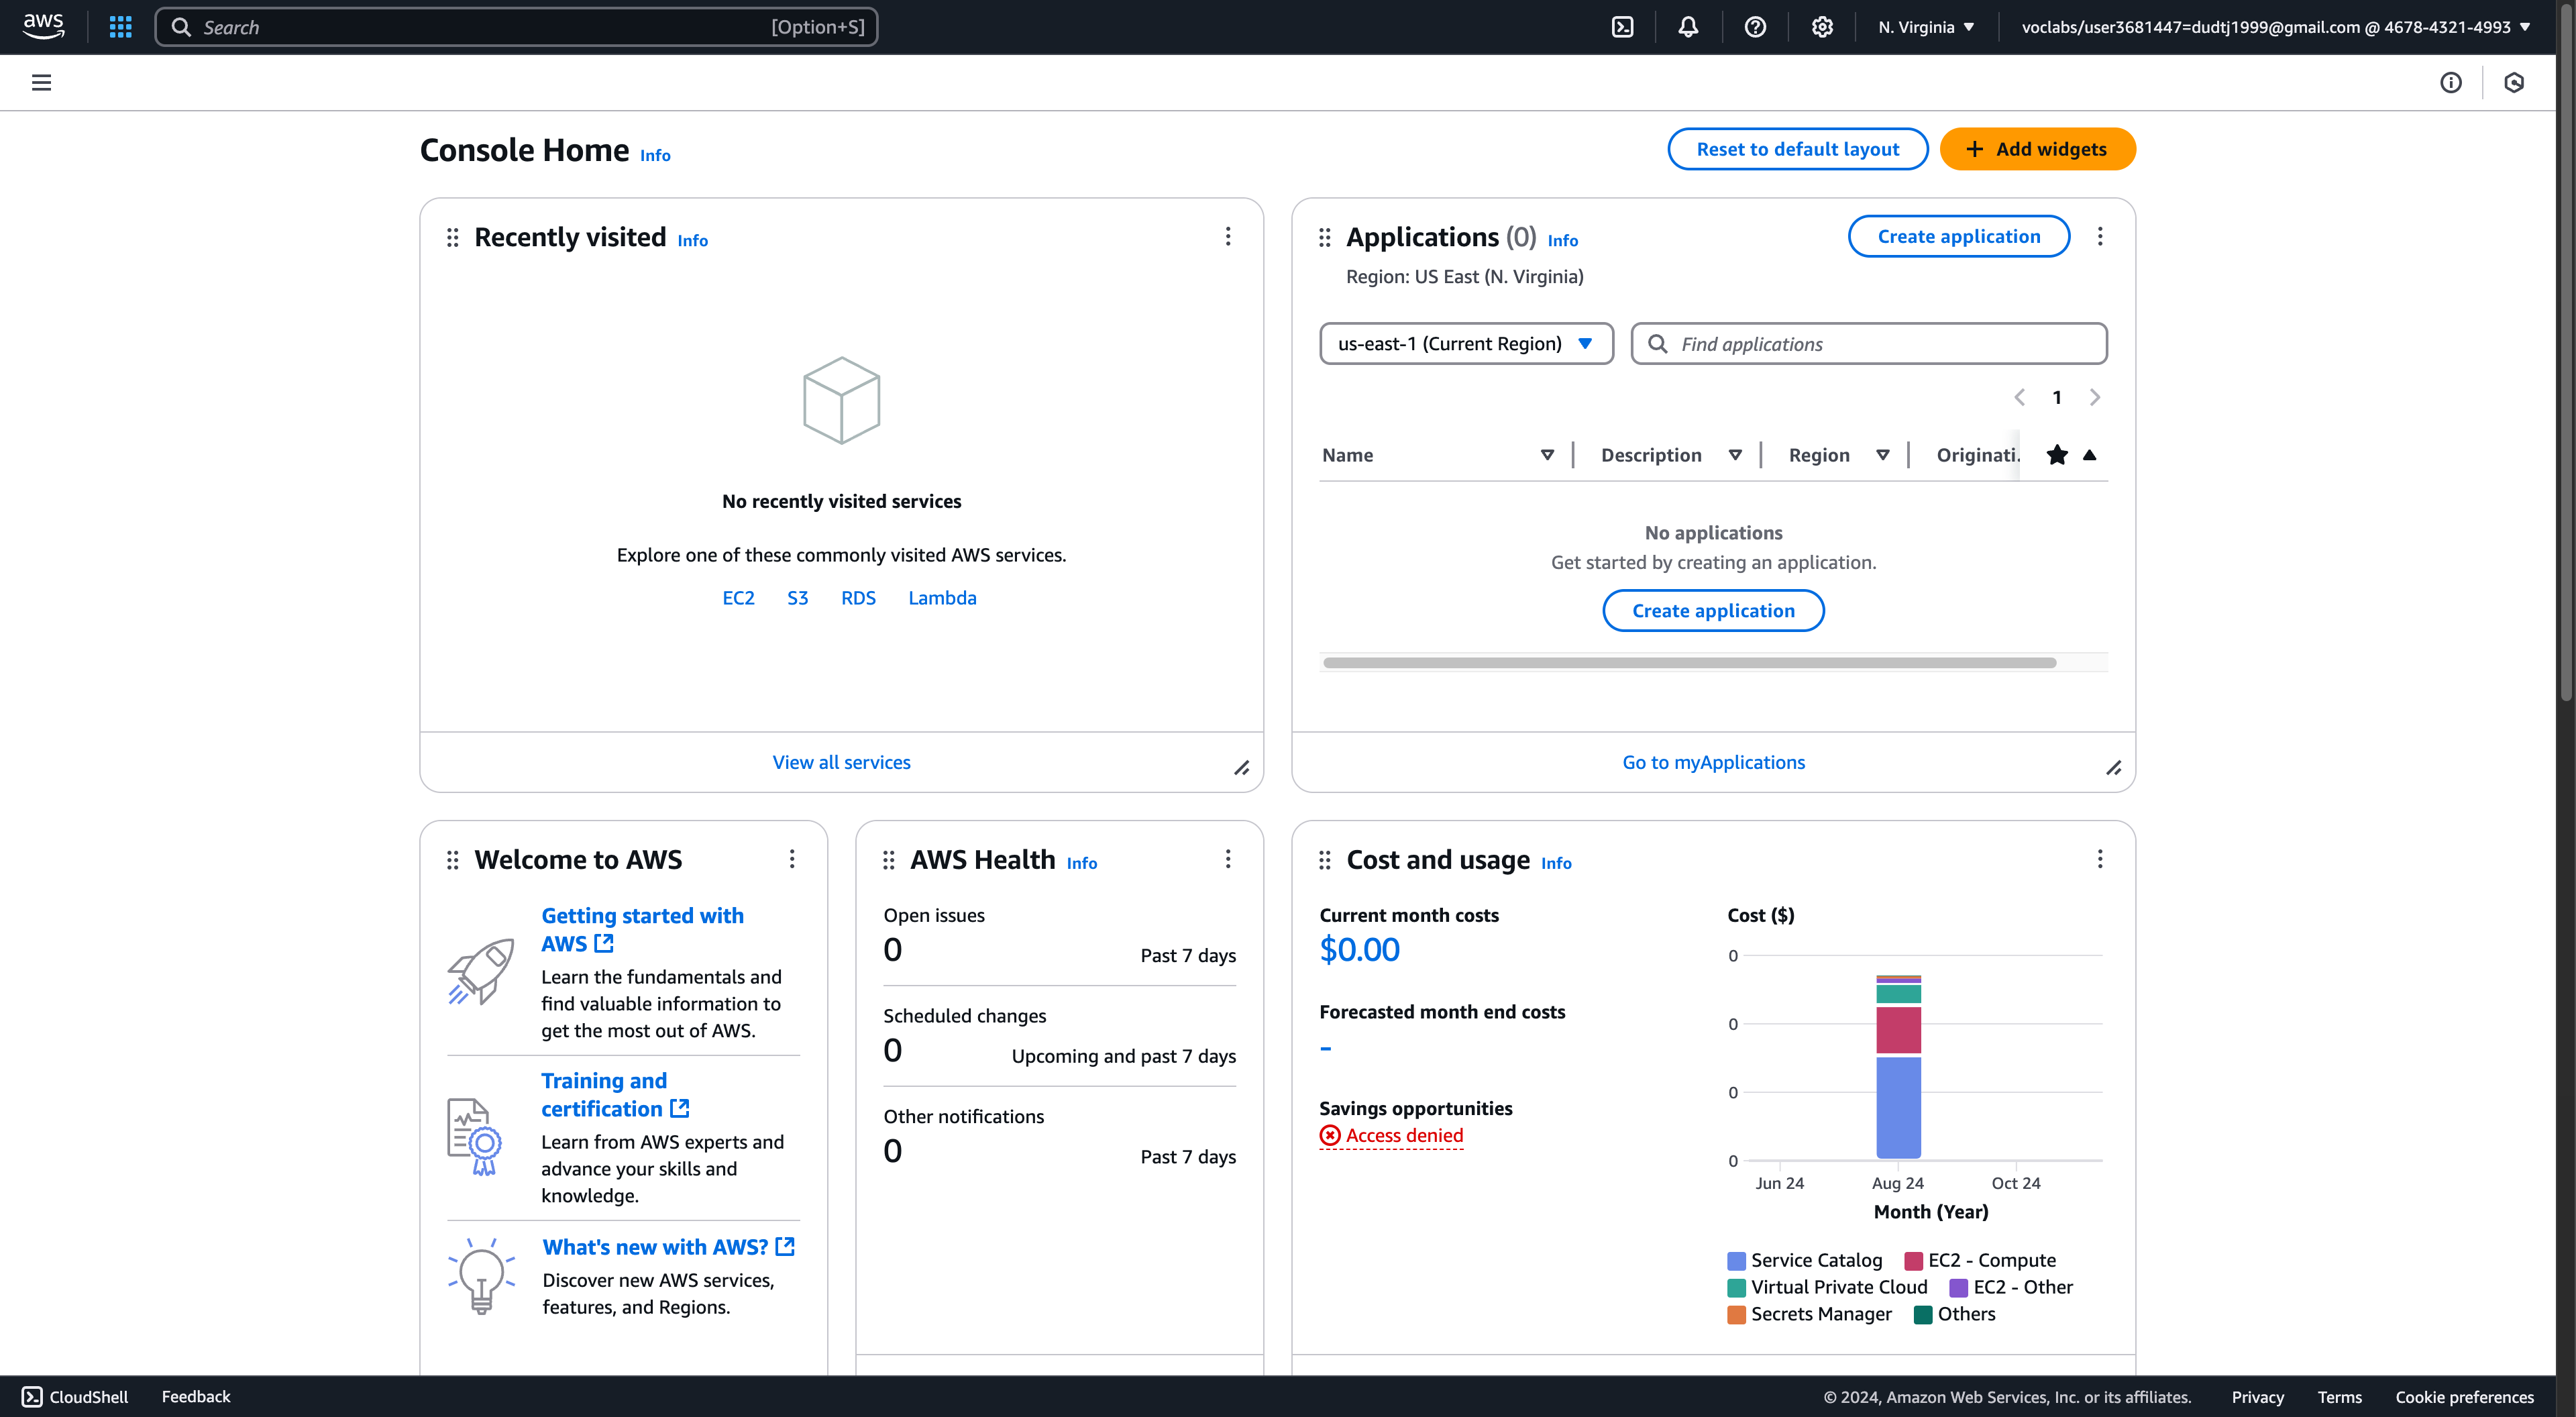 aws
Search
[Option+S]
N. Virginia
voclabs/user3681447=dudtj1999@gmail.com @ 4678-4321-4993
Console Home Info
Reset to default layout
Add widgets
Recently visited Info
No recently visited services
Explore one of these commonly visited AWS services.
EC2 S3 RDS Lambda
View all services
Applications (0) Info
Create application
Region: US East (N. Virginia)
us-east-1 (Current Region)
Find applications
1
Name Description Region Originati.
No applications
Get started by creating an application.
Create application
Go to myApplications
Welcome to AWS
Getting started with
AWS
Learn the fundamentals and
find valuable information to
get the most out of AWS.
Training and
certification
Learn from AWS experts and
advance your skills and
knowledge.
What's new with AWS?
Discover new AWS services,
features, and Regions.
AWS Health Info
Open issues
0 Past 7 days
Scheduled changes
0 Upcoming and past 7 days
Other notifications
0 Past 7 days
Cost and usage Info
Current month costs
$0.00
Forecasted month end costs
-
Savings opportunities
Access denied
Cost ($)
0
0
0
0
Jun 24 Aug 24 Oct 24
Month (Year)
Service Catalog EC2 - Compute
Virtual Private Cloud EC2 - Other
Secrets Manager Others
CloudShell Feedback
© 2024, Amazon Web Services, Inc. or its affiliates. Privacy Terms Cookie preferences